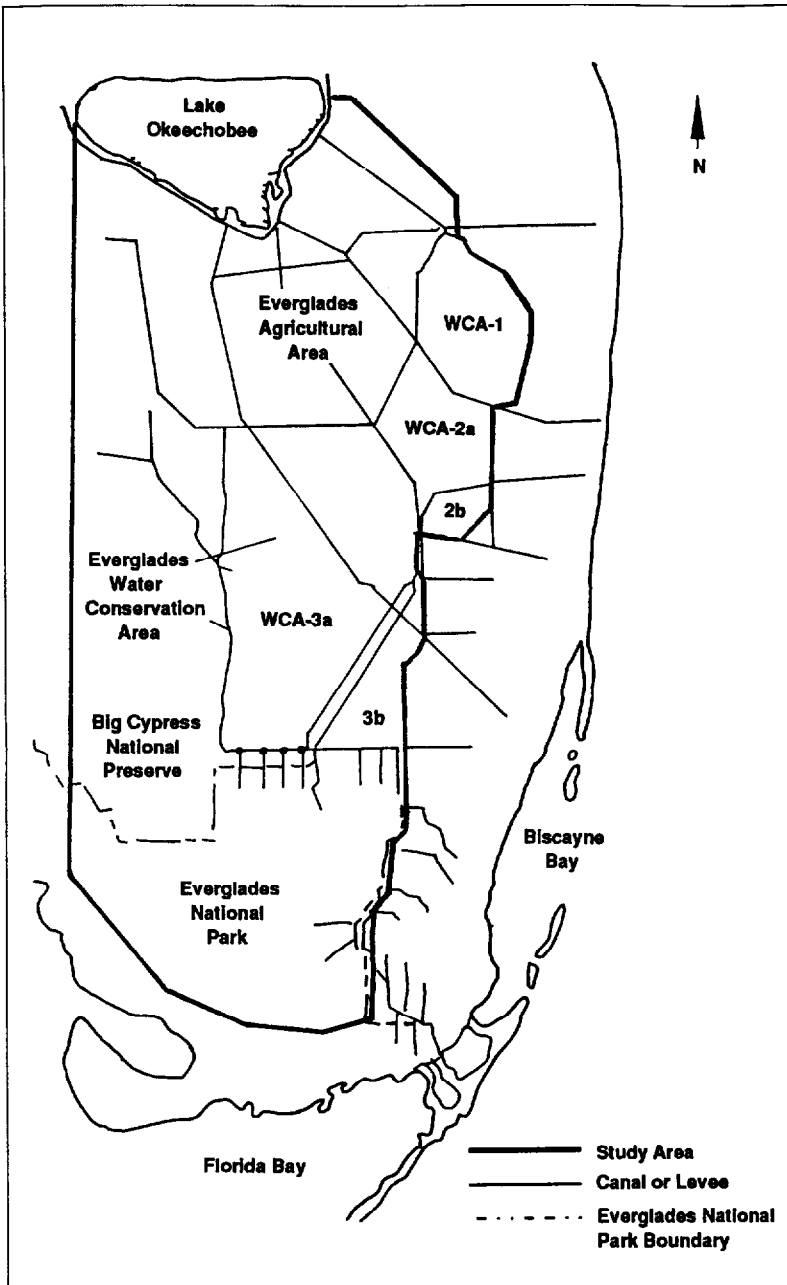 Lake
Okeechobee
N
Everglades
Agricultural
Area
WCA-1
WCA-2a
2b
Everglades
Water
Conservation
Area
WCA-3a
3b
Big Cypress
National
Preserve
Biscayne
Bay
Everglades
National
Park
Florida Bay
Study Area
Canal or Levee
Everglades National
Park Boundary